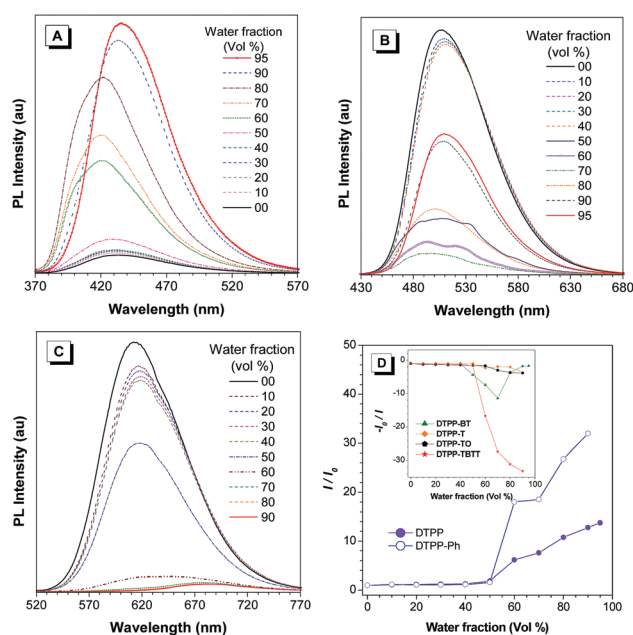 A
Water fraction
(Vol %)
95
90
80
70
60
50
40
30
20
10
00
PL Intensity (au)
370 420 470 520 570
Wavelength (nm)
B
Water fraction
(vol %)
00
10
20
30
40
50
60
70
80
90
95
PL Intensity (au)
430 480 530 580 630 680
Wavelength (nm)
C
Water fraction
(vol %)
00
10
20
30
40
50
60
70
80
90
PL Intensity (au)
520 570 620 670 720 770
Wavelength (nm)
D
50
40
30
20
10
0
I / I0
0
-10
-20
-30
-I0 / I
DTPP-BT
DTPP-T
DTPP-TO
DTPP-TBTT
0 20 40 60 80 100
Water fraction (Vol %)
DTPP
DTPP-Ph
0 20 40 60 80 100
Water fraction (Vol %)